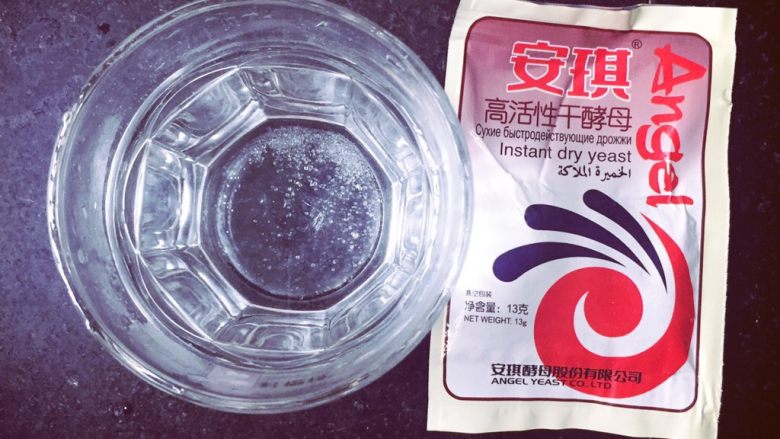 安琪®
Angel
高活性干酵母
Сухие быстродействующие дрожжи
Instant dry yeast
الخميرة الملاكة
真空包装
净含量：13克
NET WEIGHT: 13g
安琪酵母股份有限公司
ANGEL YEAST CO. LTD